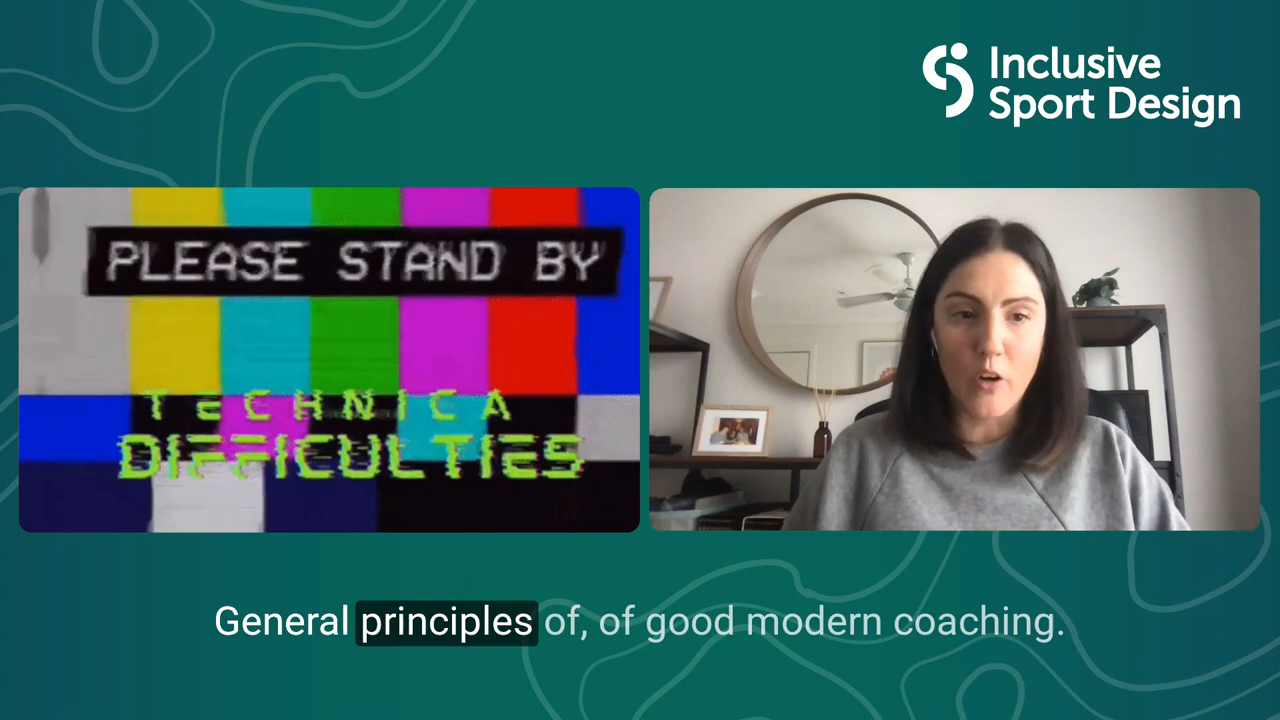 Inclusive
Sport Design
PLEASE STAND BY
TECHNICA
DIFFICULTIES
General principles of, of good modern coaching.